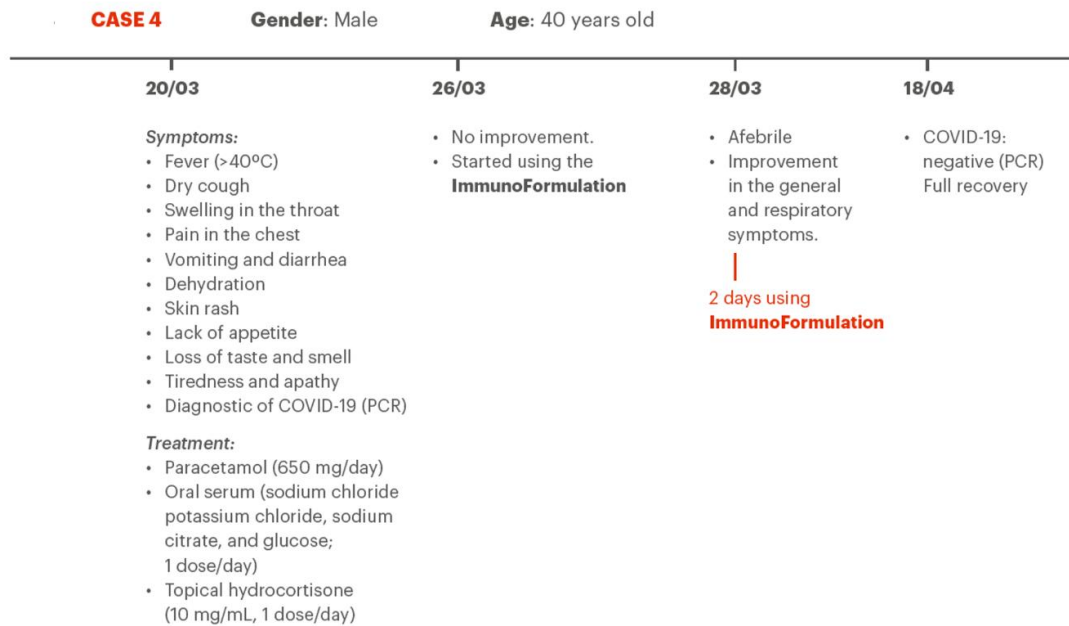 CASE 4 Gender: Male Age: 40 years old
20/03 26/03 28/03 18/04
Symptoms:
• Fever (>40ºC)
• Dry cough
• Swelling in the throat
• Pain in the chest
• Vomiting and diarrhea
• Dehydration
• Skin rash
• Lack of appetite
• Loss of taste and smell
• Tiredness and apathy
• Diagnostic of COVID-19 (PCR)
Treatment:
• Paracetamol (650 mg/day)
• Oral serum (sodium chloride
potassium chloride, sodium
citrate, and glucose;
1 dose/day)
• Topical hydrocortisone
(10 mg/mL, 1 dose/day)
• No improvement.
• Started using the
ImmunoFormulation
• Afebrile
• Improvement
in the general
and respiratory
symptoms.
2 days using
ImmunoFormulation
• COVID-19:
negative (PCR)
Full recovery